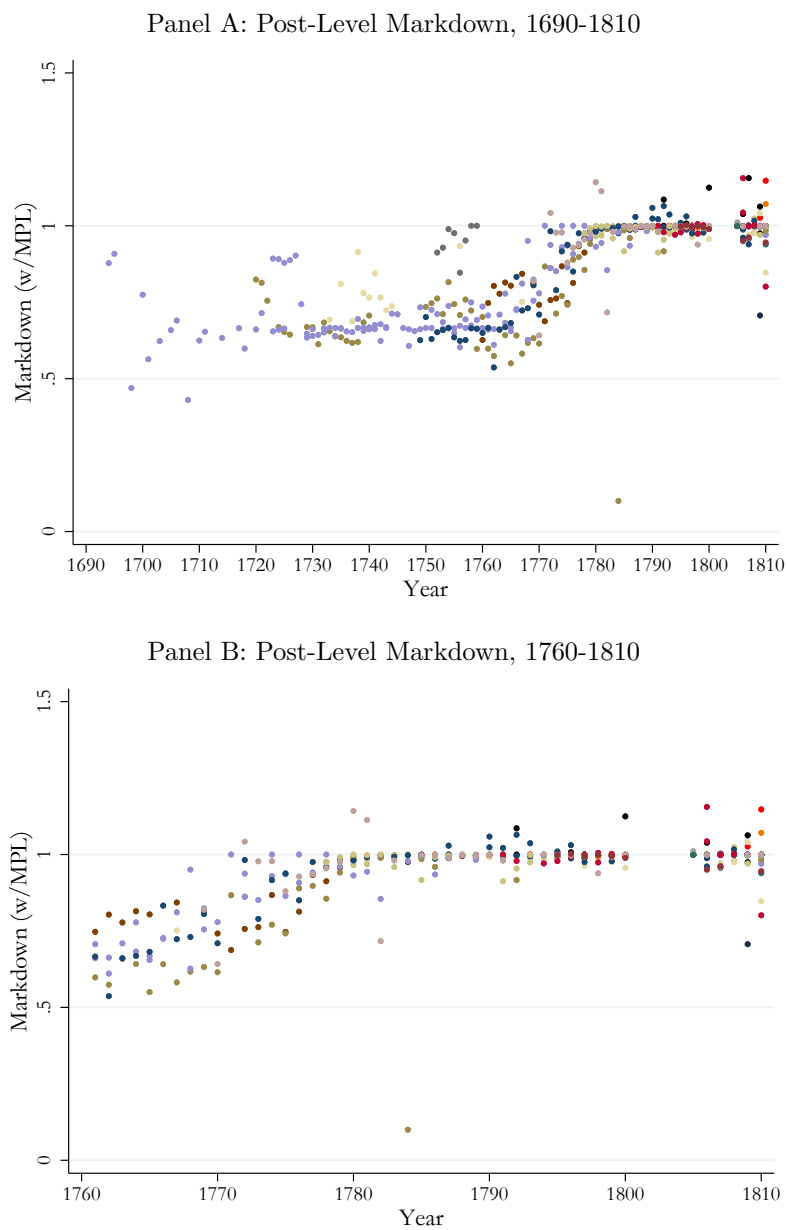 Panel A: Post-Level Markdown, 1690-1810
1.5
1
.5
0
Markdown (w/MPL)
1690 1700 1710 1720 1730 1740 1750 1760 1770 1780 1790 1800 1810
Year
Panel B: Post-Level Markdown, 1760-1810
1.5
1
.5
0
Markdown (w/MPL)
1760 1770 1780 1790 1800 1810
Year